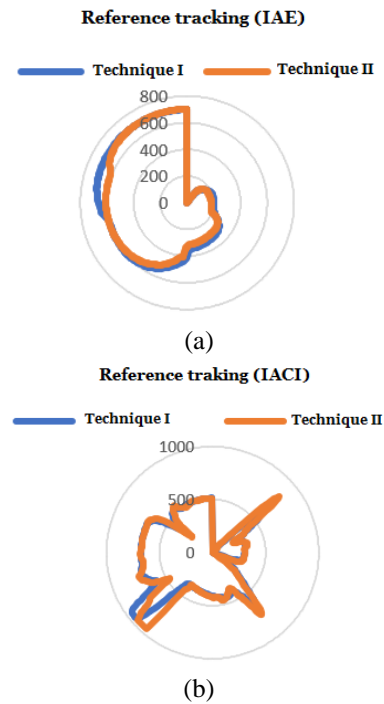 Reference tracking (IAE)
Technique I Technique II
800
600
400
200
0
(a)
Reference traking (IACI)
Technique I Technique II
1000
500
0
(b)